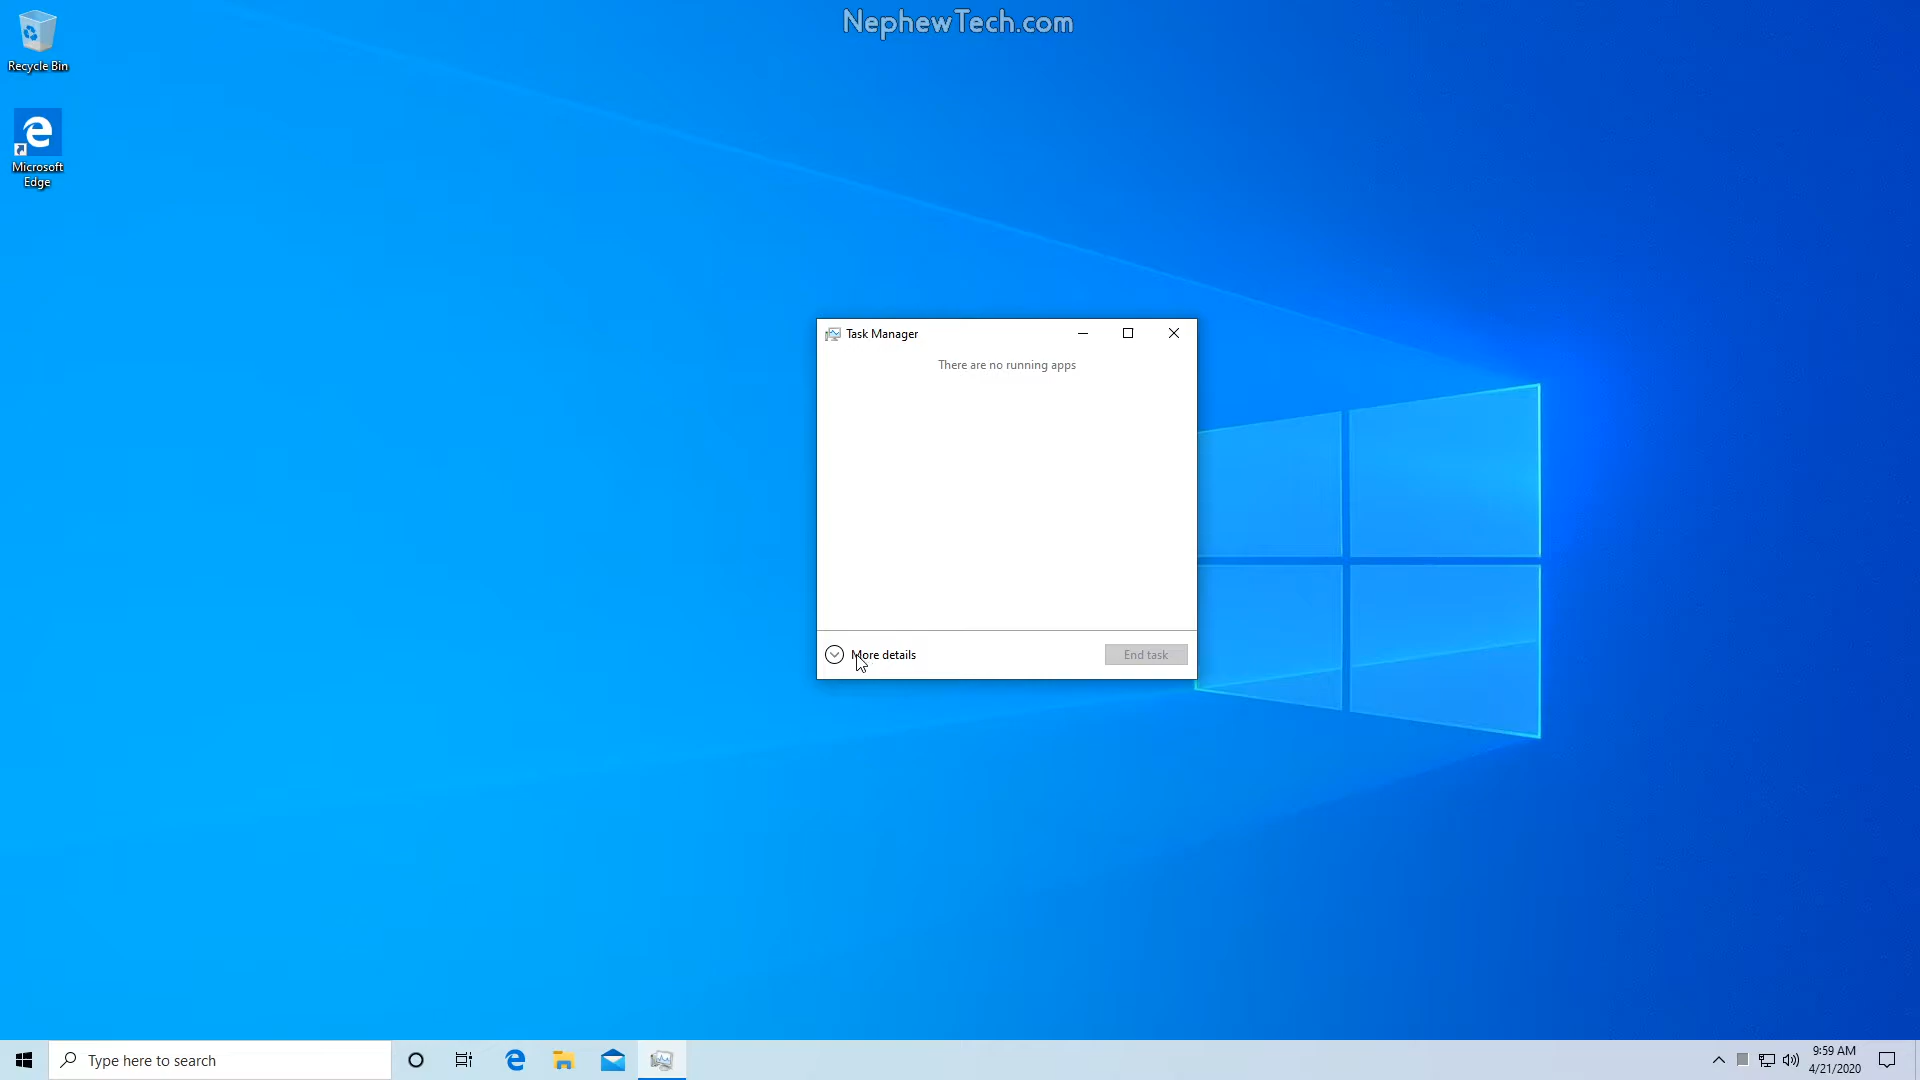 NephewTech.com
Recycle Bin
Microsoft
Edge
Task Manager
There are no running apps
More details
End task
Type here to search
9:59 AM
4/21/2020